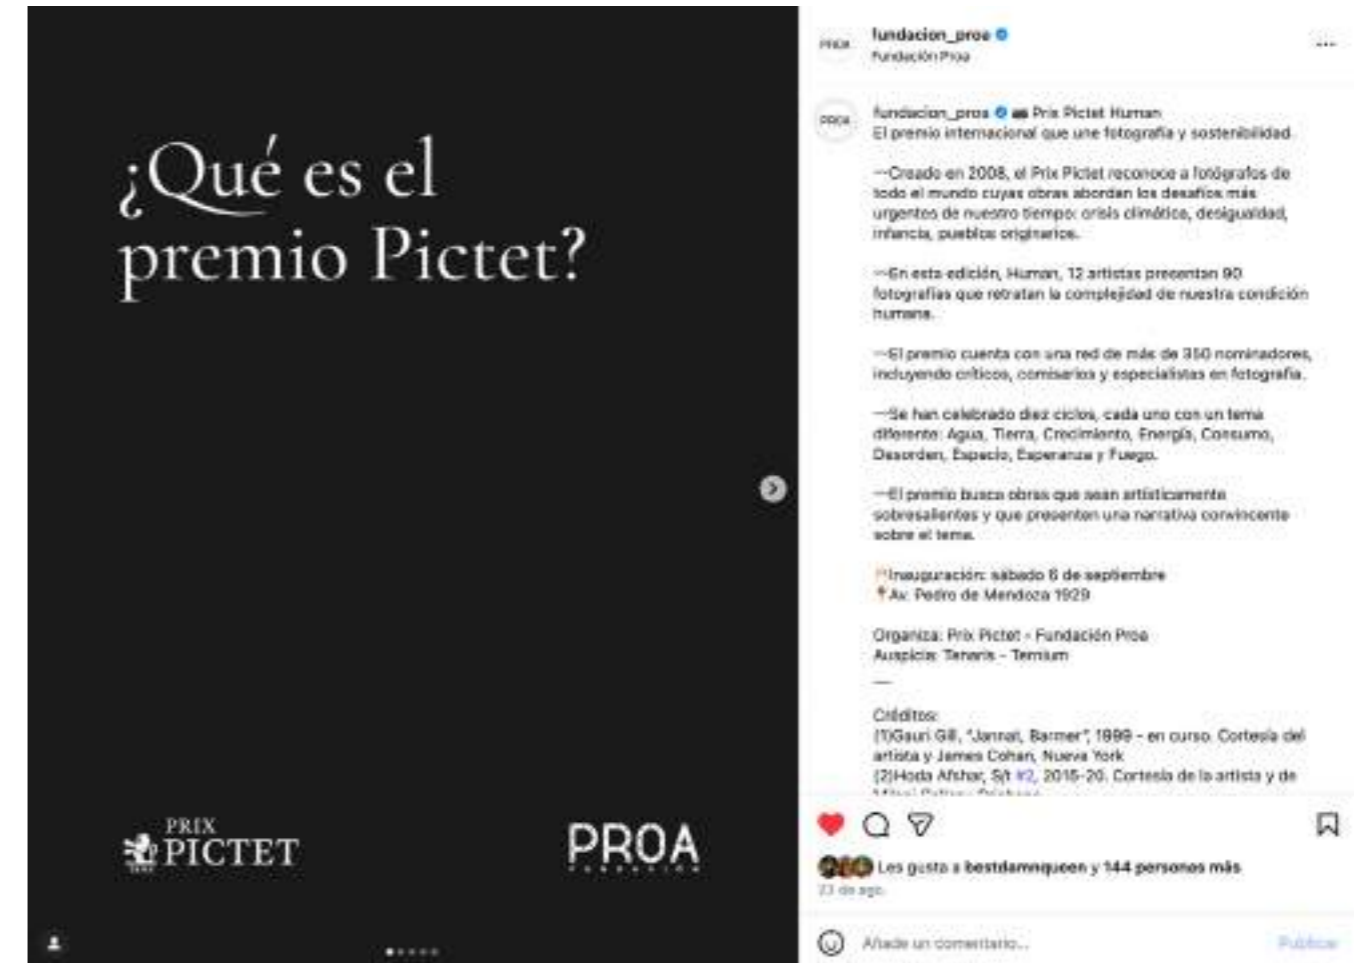 ¿Qué es el
premio Pictet?
PRIX
PICTET
PROA
FUNDACION
PROA
fundacion_proa
Fundación Proa
PROA
fundacion_proa Prix Pictet Human
El premio internacional que une fotografía y sostenibilidad.
—Creado en 2008, el Prix Pictet reconoce a fotógrafos de
todo el mundo cuyas obras abordan los desafíos más
urgentes de nuestro tiempo: crisis climática, desigualdad,
infancia, pueblos originarios.
—En esta edición, Human, 12 artistas presentan 90
fotografías que retratan la complejidad de nuestra condición
humana.
—El premio cuenta con una red de más de 350 nominadores,
incluyendo críticos, comisarios y especialistas en fotografía.
—Se han celebrado diez ciclos, cada uno con un tema
diferente: Agua, Tierra, Crecimiento, Energía, Consumo,
Desorden, Espacio, Esperanza y Fuego.
—El premio busca obras que sean artísticamente
sobresalientes y que presenten una narrativa convincente
sobre el tema.
Inauguración: sábado 6 de septiembre
Av. Pedro de Mendoza 1929
Organiza: Prix Pictet - Fundación Proa
Auspicia: Tenaris - Ternium
—
Créditos:
(1)Gauri Gill, "Jannat, Barmer", 1999 - en curso. Cortesía del
artista y James Cohan, Nueva York
(2)Hoda Afshar, S/t #2, 2015-20. Cortesía de la artista y de
Les gusta a bestdamnqueen y 144 personas más
23 de ago.
Añade un comentario...
Publicar